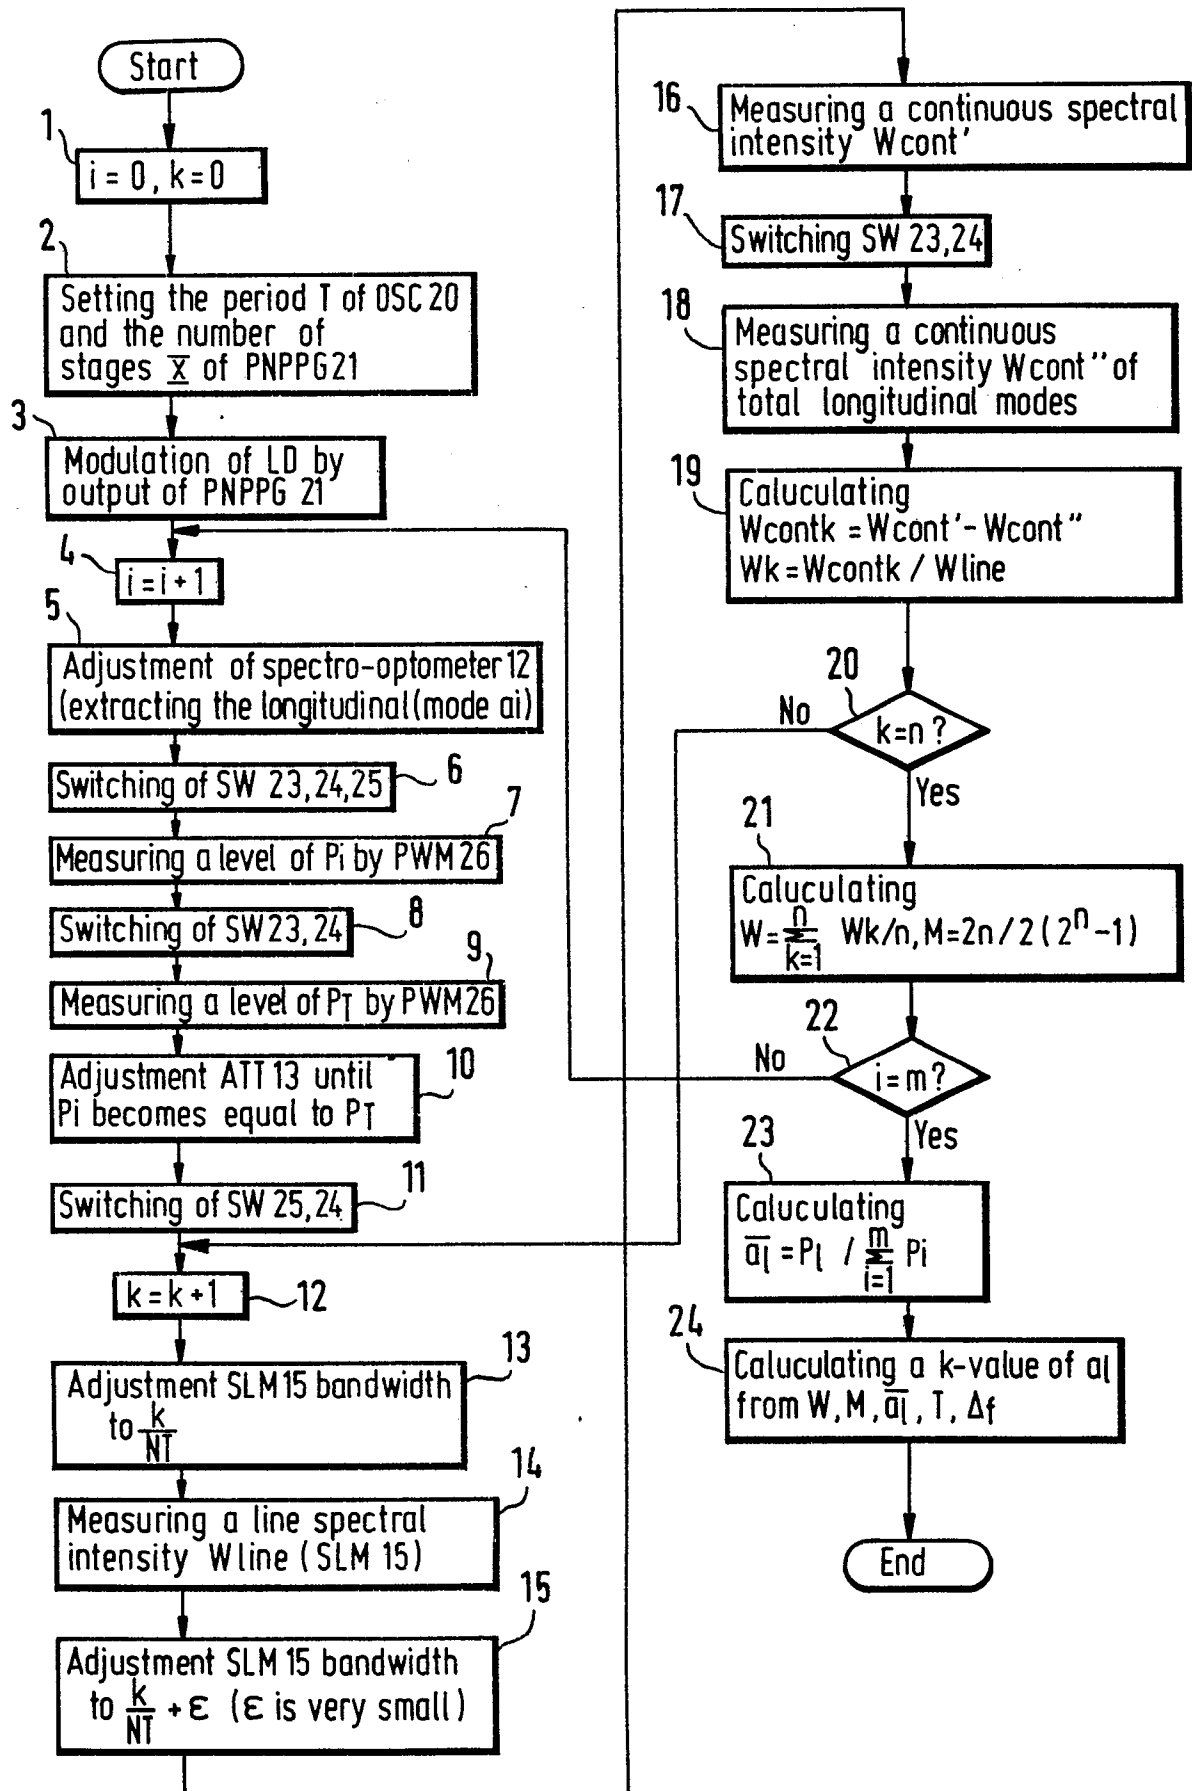 Start
1
i = 0, k = 0
2
Setting the period T of OSC 20
and the number of
stages X̅ of PNPPG 21
3
Modulation of LD by
output of PNPPG 21
4
i = i + 1
5
Adjustment of spectro-optometer 12
(extracting the longitudinal (mode ai)
Switching of SW 23,24,25
6
7
Measuring a level of Pi by PWM 26
Switching of SW 23, 24
8
9
Measuring a level of PT by PWM 26
Adjustment ATT 13 until
Pi becomes equal to PT
10
Switching of SW 25, 24
11
k = k + 1
12
13
Adjustment SLM 15 bandwidth
to k/NT
14
Measuring a line spectral
intensity Wline (SLM 15)
15
Adjustment SLM 15 bandwidth
to k/NT + ε (ε is very small)
16
Measuring a continuous spectral
intensity Wcont'
17
Switching SW 23,24
18
Measuring a continuous
spectral intensity Wcont'' of
total longitudinal modes
19
Caluculating
Wcontk = Wcont' - Wcont''
Wk = Wcontk / Wline
20
k=n ?
No
Yes
21
Caluculating
W = Σ_{k=1}^{n} Wk/n, M = 2n/2 (2^n -1)
22
i=m?
No
Yes
23
Caluculating
a̅l = Pl / Σ_{i=1}^{m} Pi
24
Caluculating a k-value of al
from W, M, a̅l, T, Δf
End